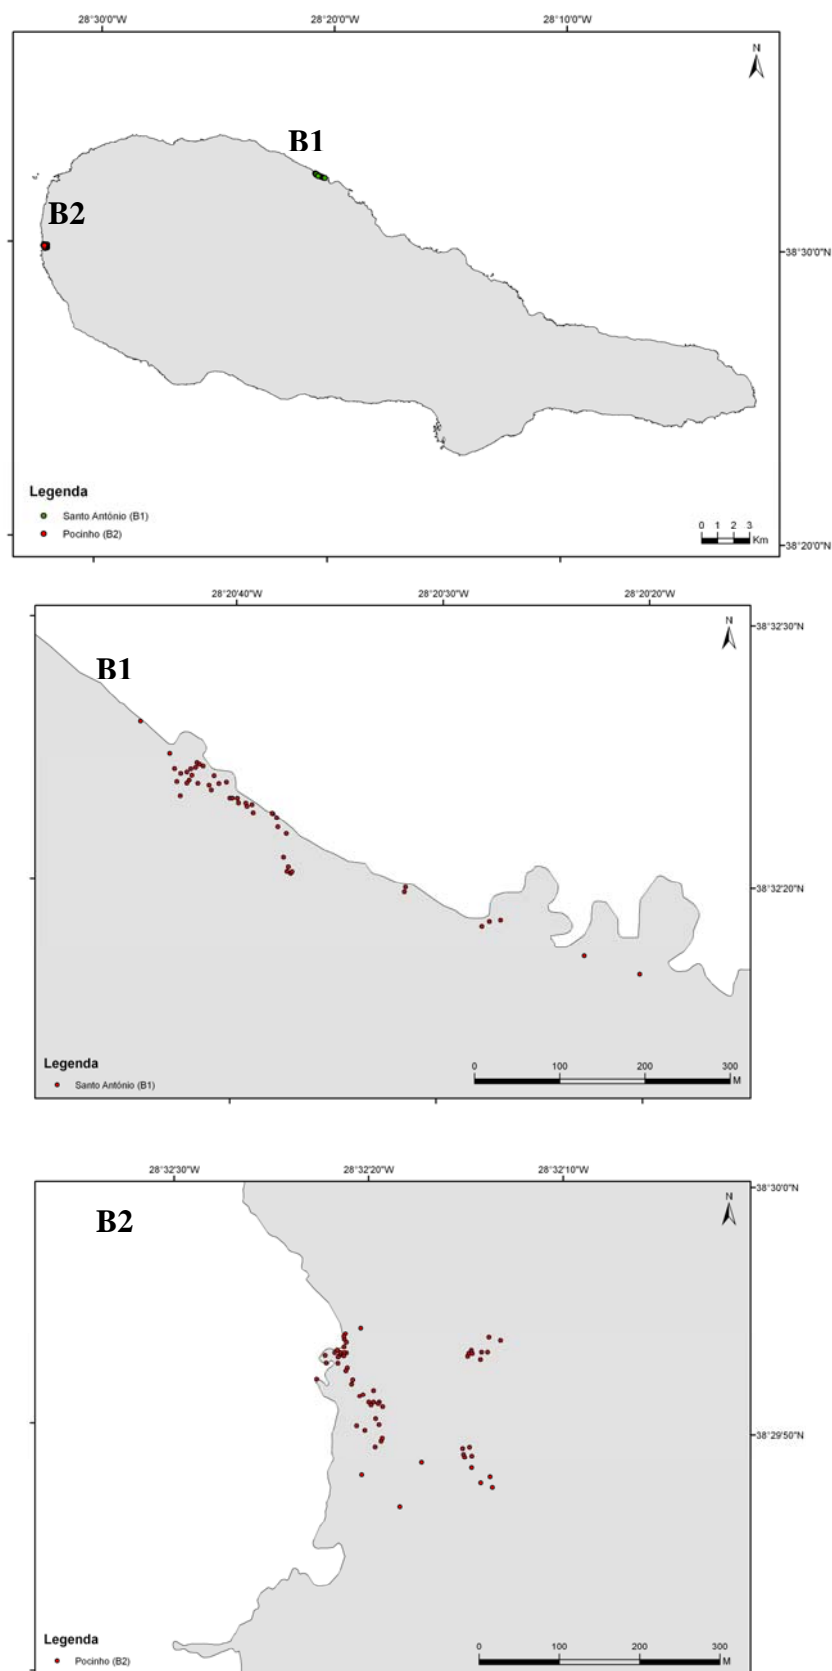 28°30'0"W 28°20'0"W 28°10'0"W
N
B1
B2
38°30'0"N
Legenda
Santo António (B1)
Pocinho (B2)
0 1 2 3
Km
38°20'0"N
28°20'40"W 28°20'30"W 28°20'20"W
38°32'30"N
N
B1
38°32'20"N
Legenda
Santo António (B1)
0 100 200 300
M
28°32'30"W 28°32'20"W 28°32'10"W
38°30'0"N
N
B2
38°29'50"N
Legenda
Pocinho (B2)
0 100 200 300
M